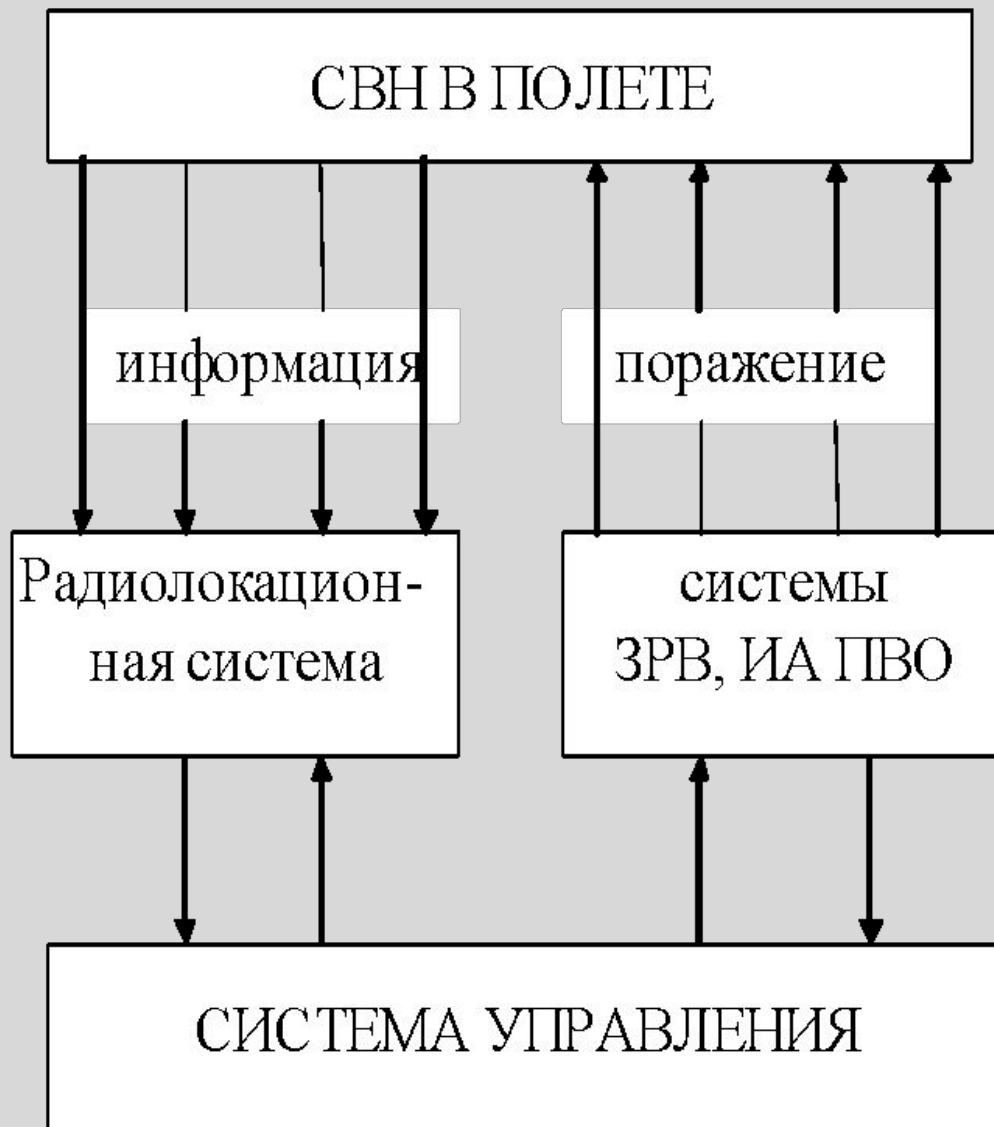 СВН В ПОЛЕТЕ
информация
поражение
Радиолокацион-
ная система
системы
ЗРВ, ИА ПВО
СИСТЕМА УПРАВЛЕНИЯ